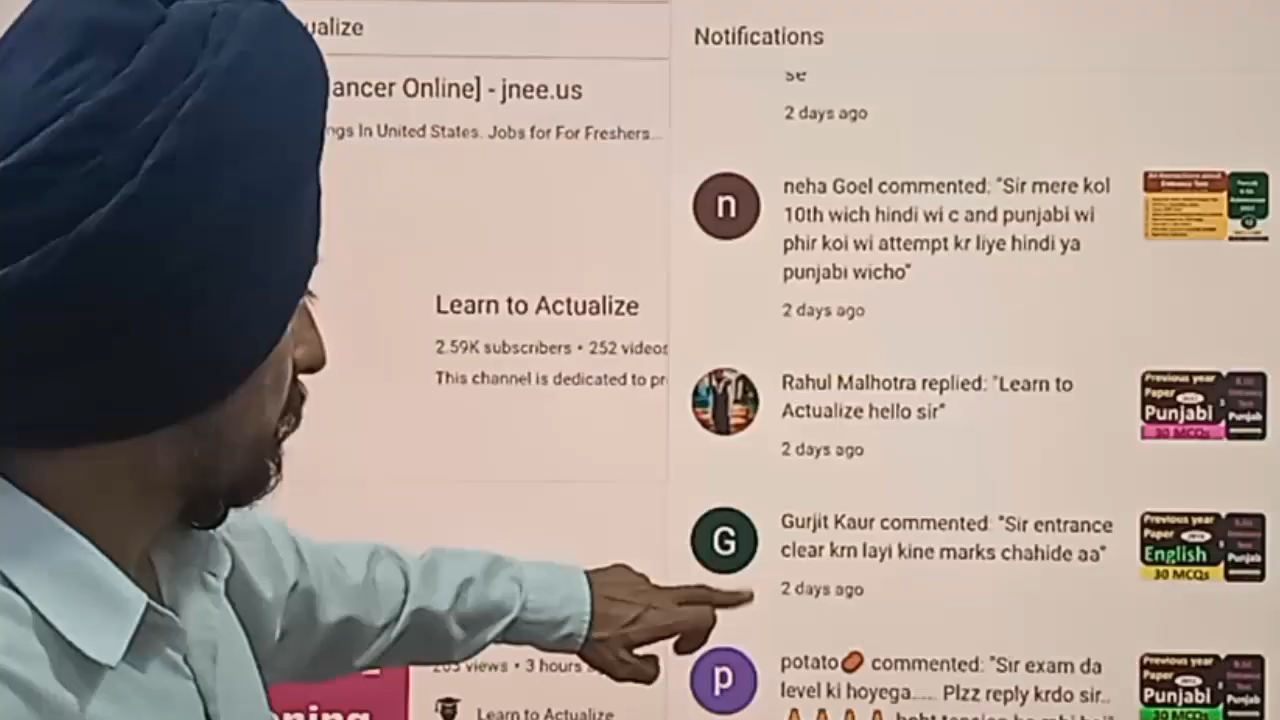 ualize
ancer Online] - jnee.us
ngs In United States. Jobs for For Freshers...
Learn to Actualize
2.59K subscribers • 252 videos
This channel is dedicated to pr
views • 3 hours
Learn to Actualize
Notifications
se
2 days ago
n
neha Goel commented: "Sir mere kol
10th wich hindi wi c and punjabi wi
phir koi wi attempt kr liye hindi ya
punjabi wicho"
2 days ago
Rahul Malhotra replied: "Learn to
Actualize hello sir"
2 days ago
Previous year
Paper
Punjabi
30 MCQs
Punjab
G
Gurjit Kaur commented: "Sir entrance
clear krn layi kine marks chahide aa"
2 days ago
Previous year
Paper
English
30 MCQs
Punjab
p
potato🥔 commented: "Sir exam da
level ki hoyega..... Plzz reply krdo sir..
Previous year
Paper
Punjabi
30 MCQs
Punjab